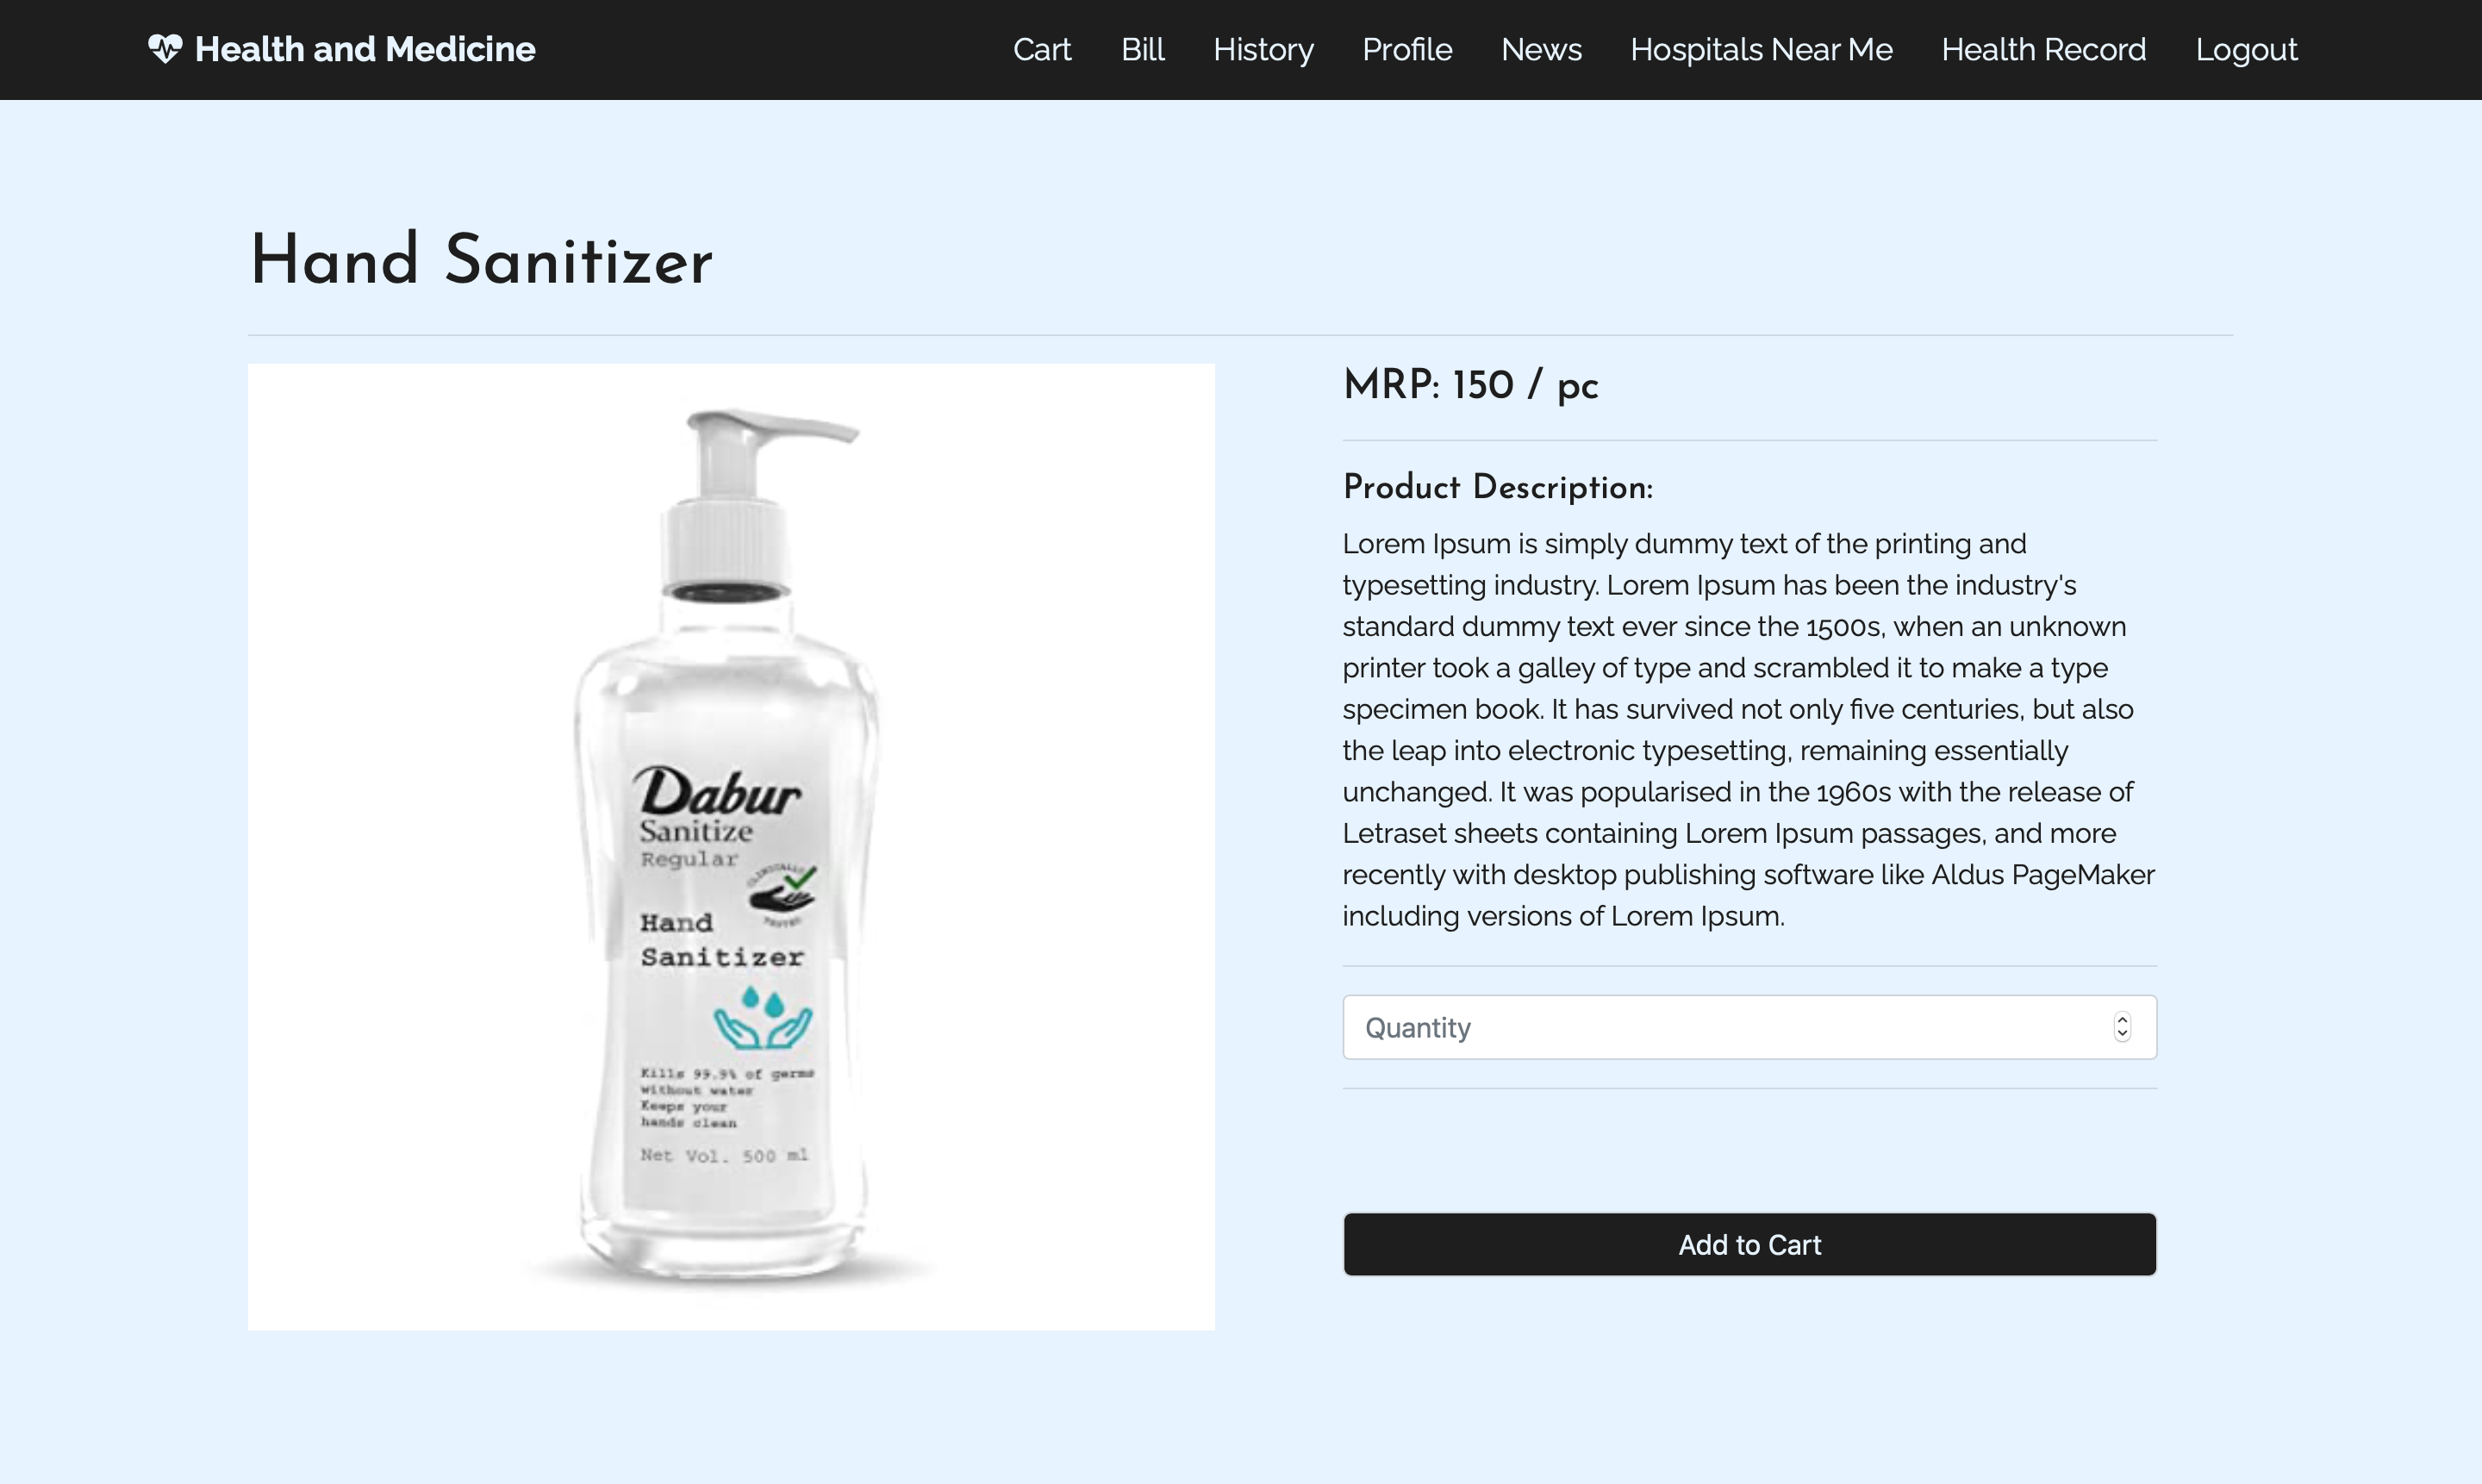 Health and Medicine
Cart Bill History Profile News Hospitals Near Me Health Record Logout
Hand Sanitizer
Dabur
Sanitize
Regular
CLINICALLY
TESTED
Hand
Sanitizer
Kills 99.9% of germs
without water
Keeps your
hands clean
Net Vol. 500 ml
MRP: 150 / pc
Product Description:
Lorem Ipsum is simply dummy text of the printing and
typesetting industry. Lorem Ipsum has been the industry's
standard dummy text ever since the 1500s, when an unknown
printer took a galley of type and scrambled it to make a type
specimen book. It has survived not only five centuries, but also
the leap into electronic typesetting, remaining essentially
unchanged. It was popularised in the 1960s with the release of
Letraset sheets containing Lorem Ipsum passages, and more
recently with desktop publishing software like Aldus PageMaker
including versions of Lorem Ipsum.
Quantity
Add to Cart